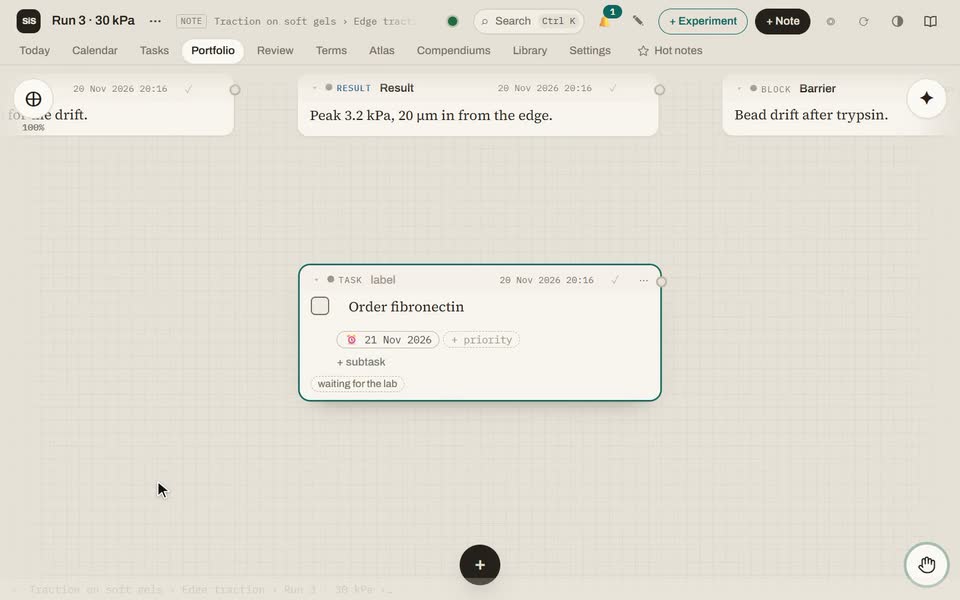 SiS Run 3 · 30 kPa ··· NOTE Traction on soft gels › Edge tract Search Ctrl K 1 + Experiment + Note
Today Calendar Tasks Portfolio Review Terms Atlas Compendiums Library Settings Hot notes
20 Nov 2026 20:16 ✓ RESULT Result 20 Nov 2026 20:16 ✓ BLOCK Barrier
for the drift. Peak 3.2 kPa, 20 µm in from the edge. Bead drift after trypsin.
100%
TASK label 20 Nov 2026 20:16 ✓ ···
Order fibronectin
21 Nov 2026 + priority
+ subtask
waiting for the lab
+
Traction on soft gels › Edge traction › Run 3 · 30 kPa ›…